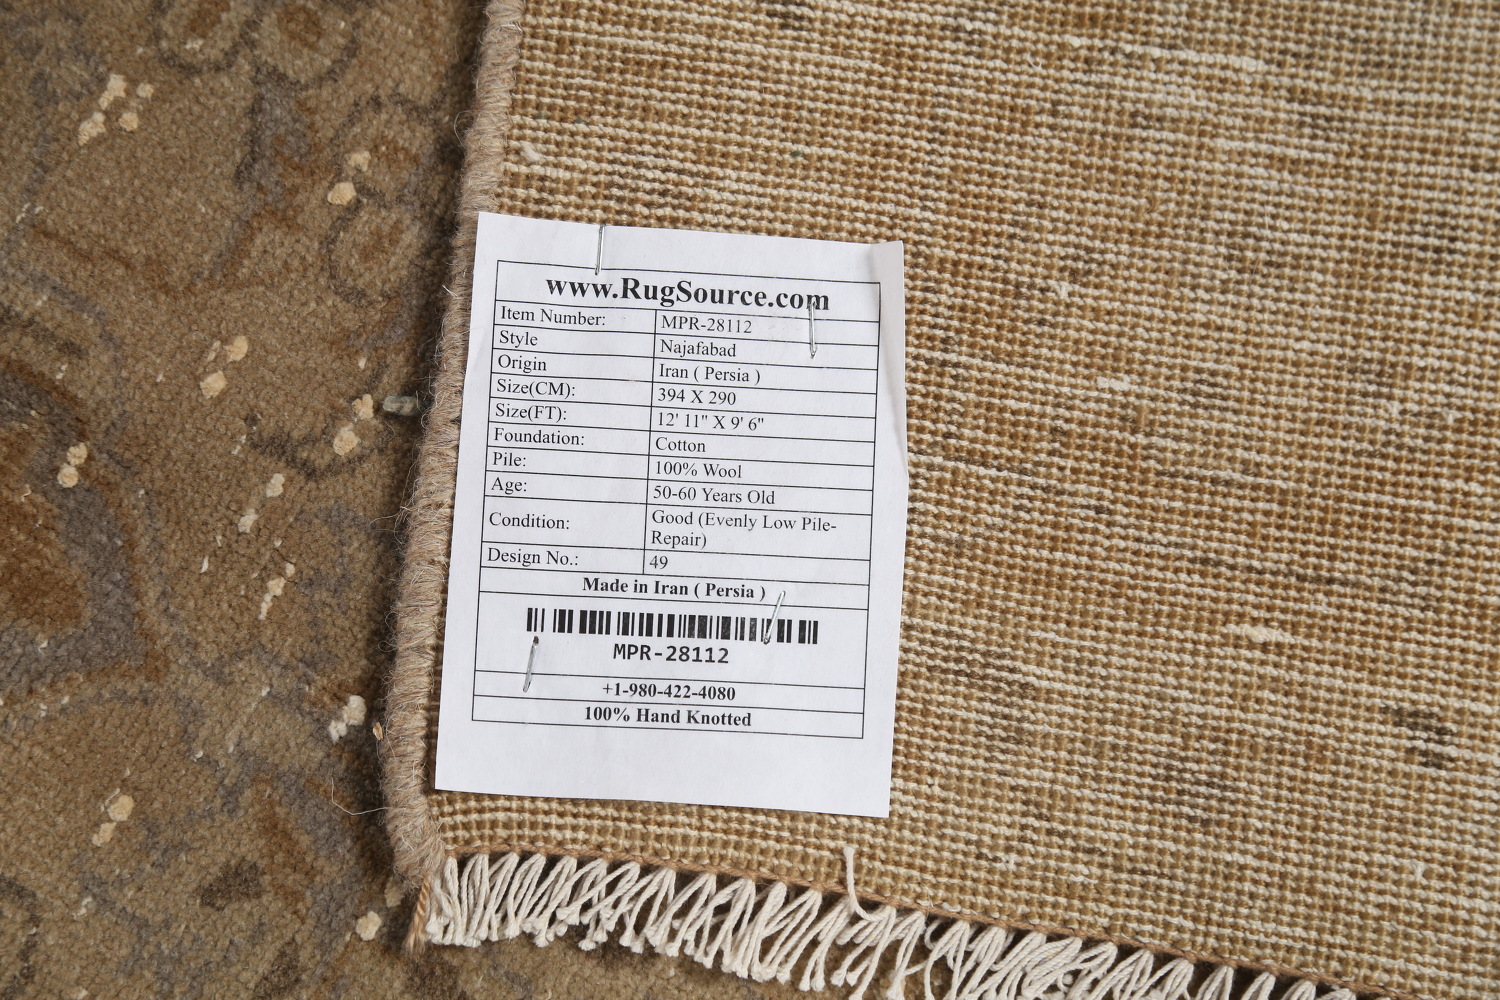 www.RugSource.com
Item Number: MPR-28112
Style Najafabad
Origin Iran ( Persia )
Size(CM): 394 X 290
Size(FT): 12' 11" X 9' 6"
Foundation: Cotton
Pile: 100% Wool
Age: 50-60 Years Old
Condition: Good (Evenly Low Pile-
Repair)
Design No.: 49
Made in Iran ( Persia )
MPR-28112
+1-980-422-4080
100% Hand Knotted